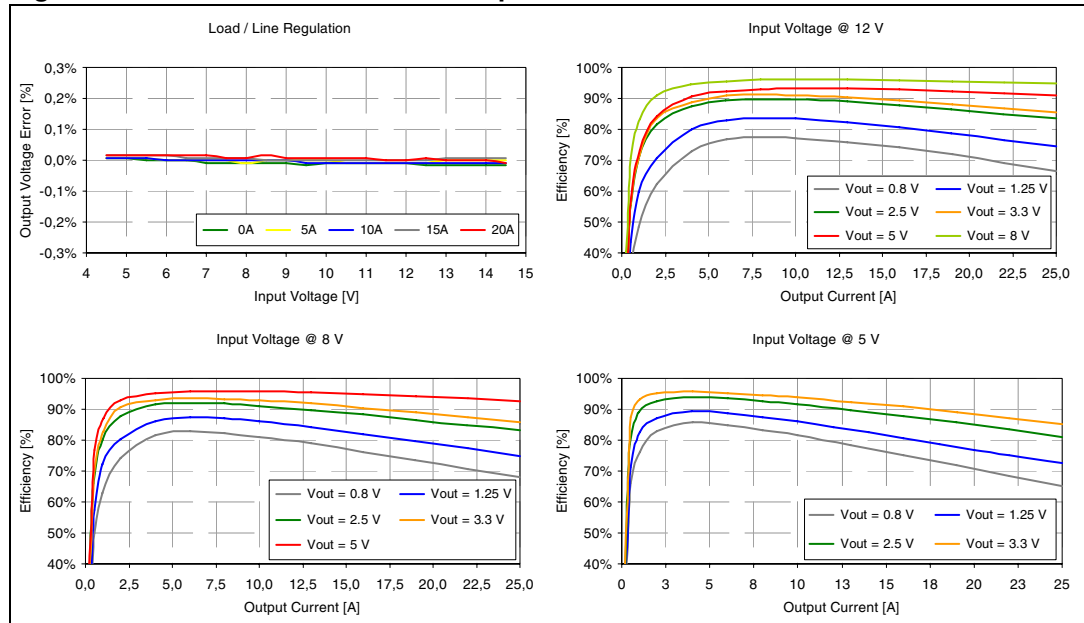 Load / Line Regulation
Output Voltage Error [%]
0,3%
0,2%
0,1%
0,0%
-0,1%
-0,2%
-0,3%
0A 5A 10A 15A 20A
4 5 6 7 8 9 10 11 12 13 14 15
Input Voltage [V]
Input Voltage @ 12 V
Efficiency [%]
100%
90%
80%
70%
60%
50%
40%
Vout = 0.8 V Vout = 1.25 V
Vout = 2.5 V Vout = 3.3 V
Vout = 5 V Vout = 8 V
0,0 2,5 5,0 7,5 10,0 12,5 15,0 17,5 20,0 22,5 25,0
Output Current [A]
Input Voltage @ 8 V
Efficiency [%]
100%
90%
80%
70%
60%
50%
40%
Vout = 0.8 V Vout = 1.25 V
Vout = 2.5 V Vout = 3.3 V
Vout = 5 V
0,0 2,5 5,0 7,5 10,0 12,5 15,0 17,5 20,0 22,5 25,0
Output Current [A]
Input Voltage @ 5 V
Efficiency [%]
100%
90%
80%
70%
60%
50%
40%
Vout = 0.8 V Vout = 1.25 V
Vout = 2.5 V Vout = 3.3 V
0 3 5 8 10 13 15 18 20 23 25
Output Current [A]